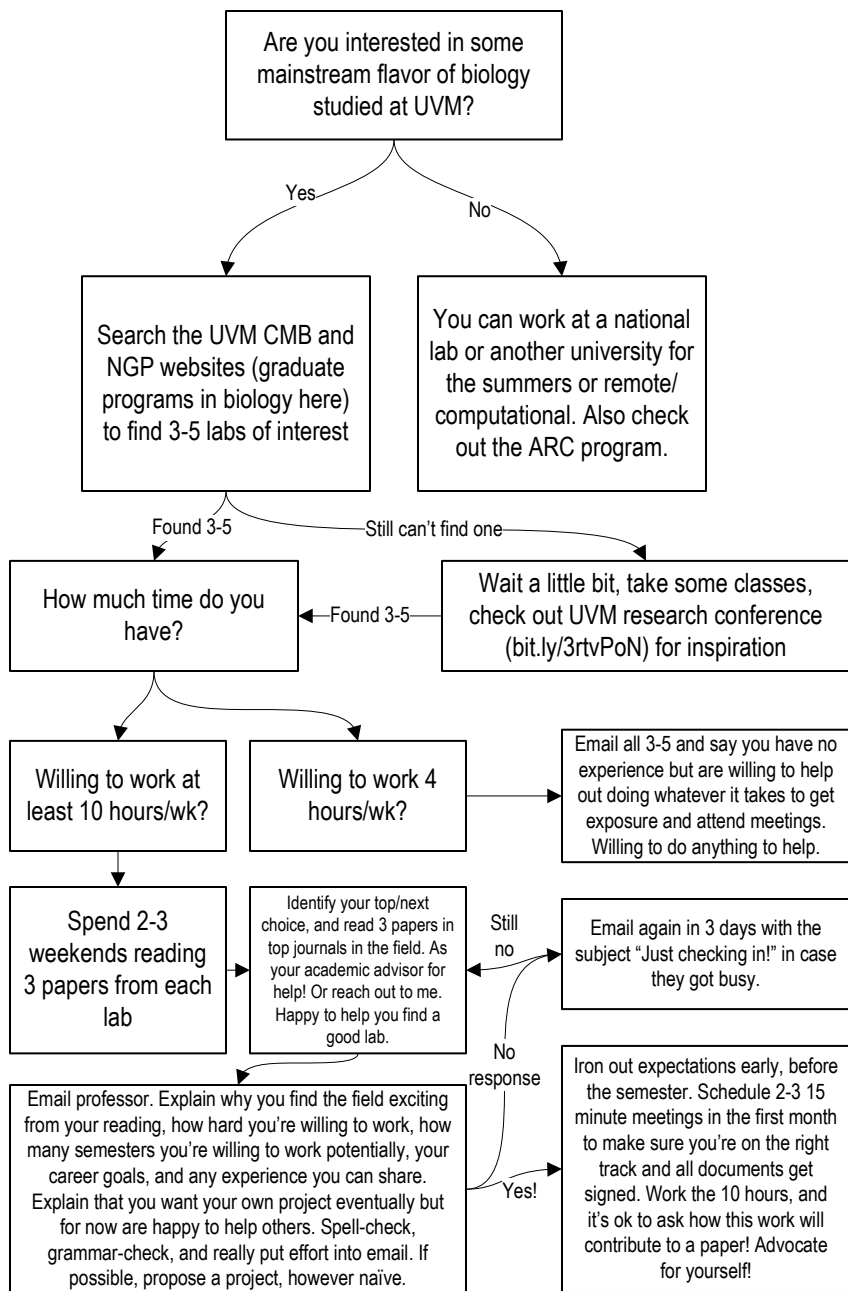 Are you interested in some
mainstream flavor of biology
studied at UVM?
Yes
No
Search the UVM CMB and
NGP websites (graduate
programs in biology here)
to find 3-5 labs of interest
You can work at a national
lab or another university for
the summers or remote/
computational. Also check
out the ARC program.
Found 3-5
Still can’t find one
How much time do you
have?
Found 3-5
Wait a little bit, take some classes,
check out UVM research conference
(bit.ly/3rtvPoN) for inspiration
Willing to work at
least 10 hours/wk?
Willing to work 4
hours/wk?
Email all 3-5 and say you have no
experience but are willing to help
out doing whatever it takes to get
exposure and attend meetings.
Willing to do anything to help.
Spend 2-3
weekends reading
3 papers from each
lab
Identify your top/next
choice, and read 3 papers in
top journals in the field. As
your academic advisor for
help! Or reach out to me.
Happy to help you find a
good lab.
Still
no
Email again in 3 days with the
subject “Just checking in!” in case
they got busy.
No
response
Email professor. Explain why you find the field exciting
from your reading, how hard you’re willing to work, how
many semesters you’re willing to work potentially, your
career goals, and any experience you can share.
Explain that you want your own project eventually but
for now are happy to help others. Spell-check,
grammar-check, and really put effort into email. If
possible, propose a project, however naïve.
Yes!
Iron out expectations early, before
the semester. Schedule 2-3 15
minute meetings in the first month
to make sure you’re on the right
track and all documents get
signed. Work the 10 hours, and
it’s ok to ask how this work will
contribute to a paper! Advocate
for yourself!